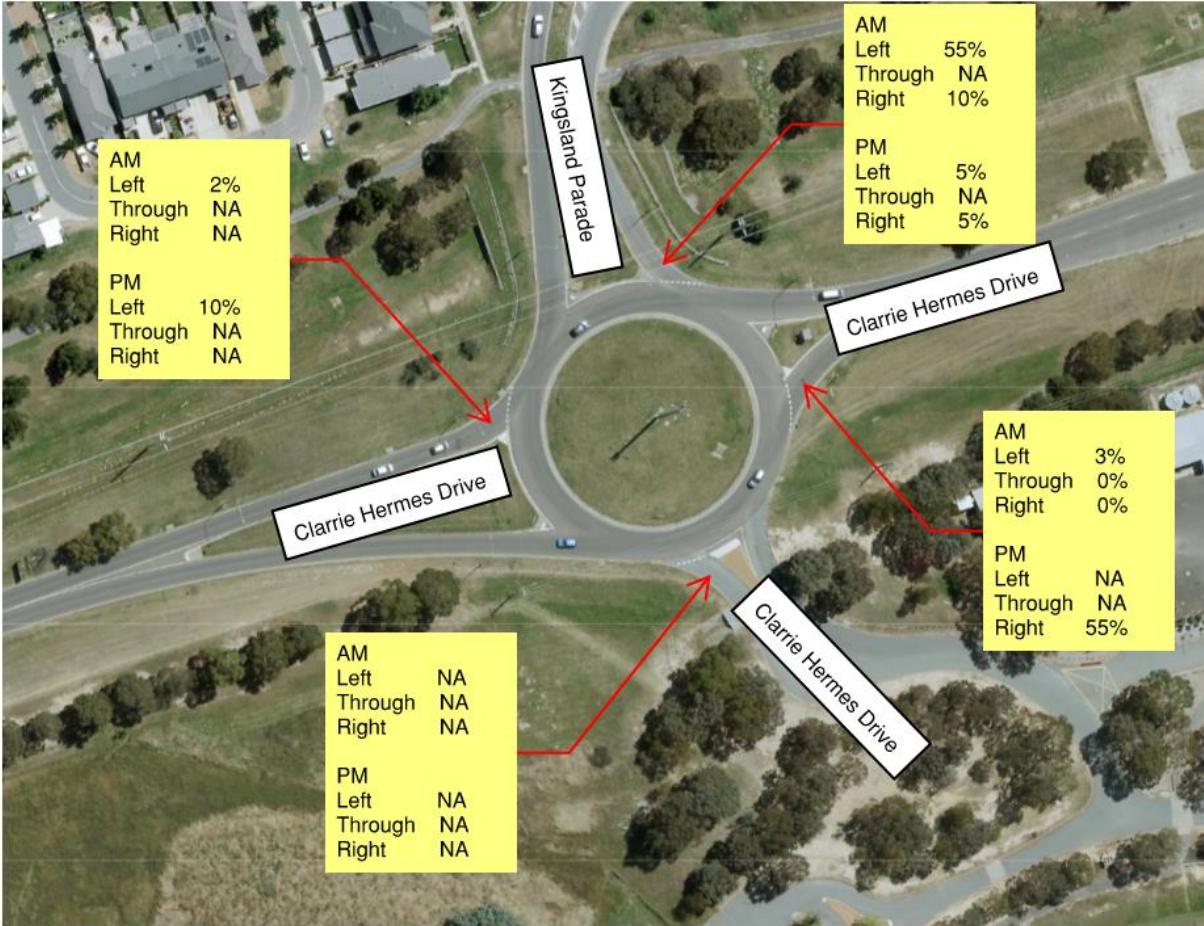 AM
Left 55%
Through NA
Right 10%
PM
Left 5%
Through NA
Right 5%
Kingsland Parade
AM
Left 2%
Through NA
Right NA
PM
Left 10%
Through NA
Right NA
Clarrie Hermes Drive
Clarrie Hermes Drive
AM
Left 3%
Through 0%
Right 0%
PM
Left NA
Through NA
Right 55%
Clarrie Hermes Drive
AM
Left NA
Through NA
Right NA
PM
Left NA
Through NA
Right NA